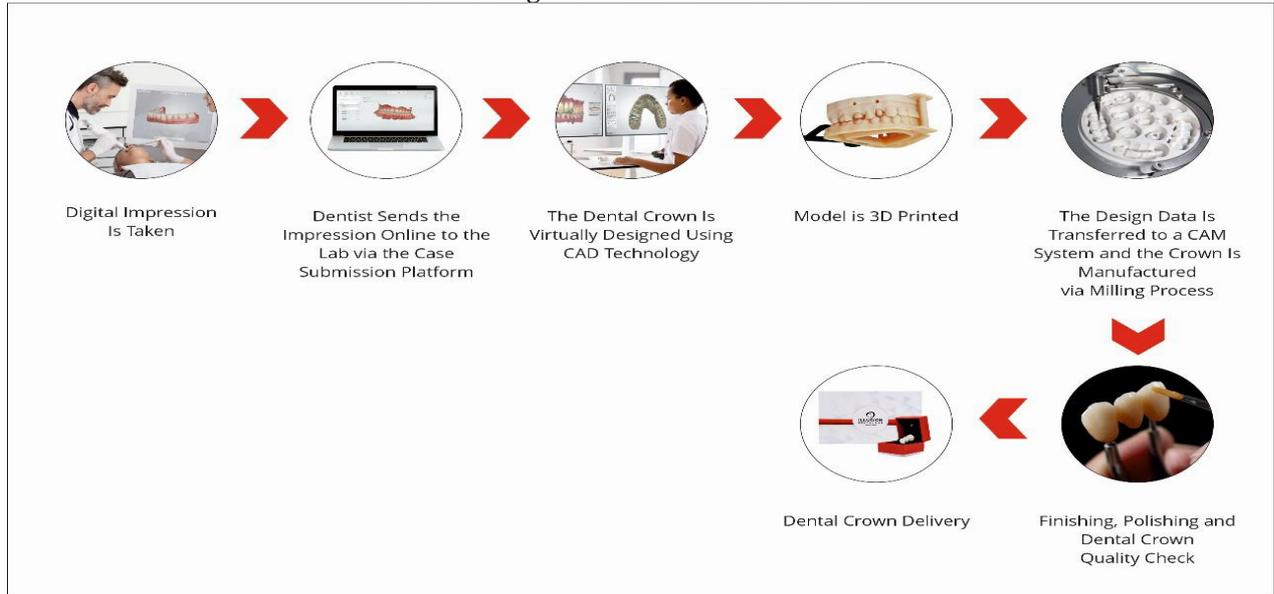 Digital Impression
Is Taken
Dentist Sends the
Impression Online to the
Lab via the Case
Submission Platform
The Dental Crown Is
Virtually Designed Using
CAD Technology
Model is 3D Printed
The Design Data Is
Transferred to a CAM
System and the Crown Is
Manufactured
via Milling Process
Dental Crown Delivery
Finishing, Polishing and
Dental Crown
Quality Check